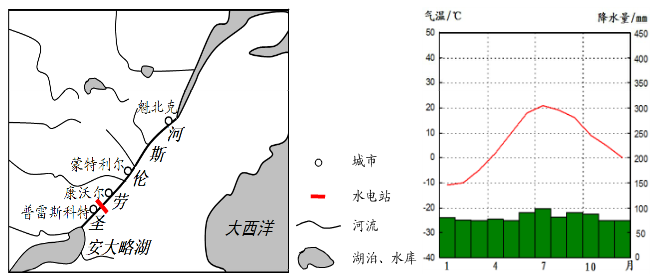 魁北克
河
斯
伦
劳
圣
蒙特利尔
康沃尔
普雷斯科特
安大略湖
大西洋
城市
水电站
河流
湖泊、水库
气温/℃
降水量/mm
50
40
30
20
10
0
-10
-20
-30
-40
450
400
350
300
250
200
150
100
50
0
1
4
7
10
月